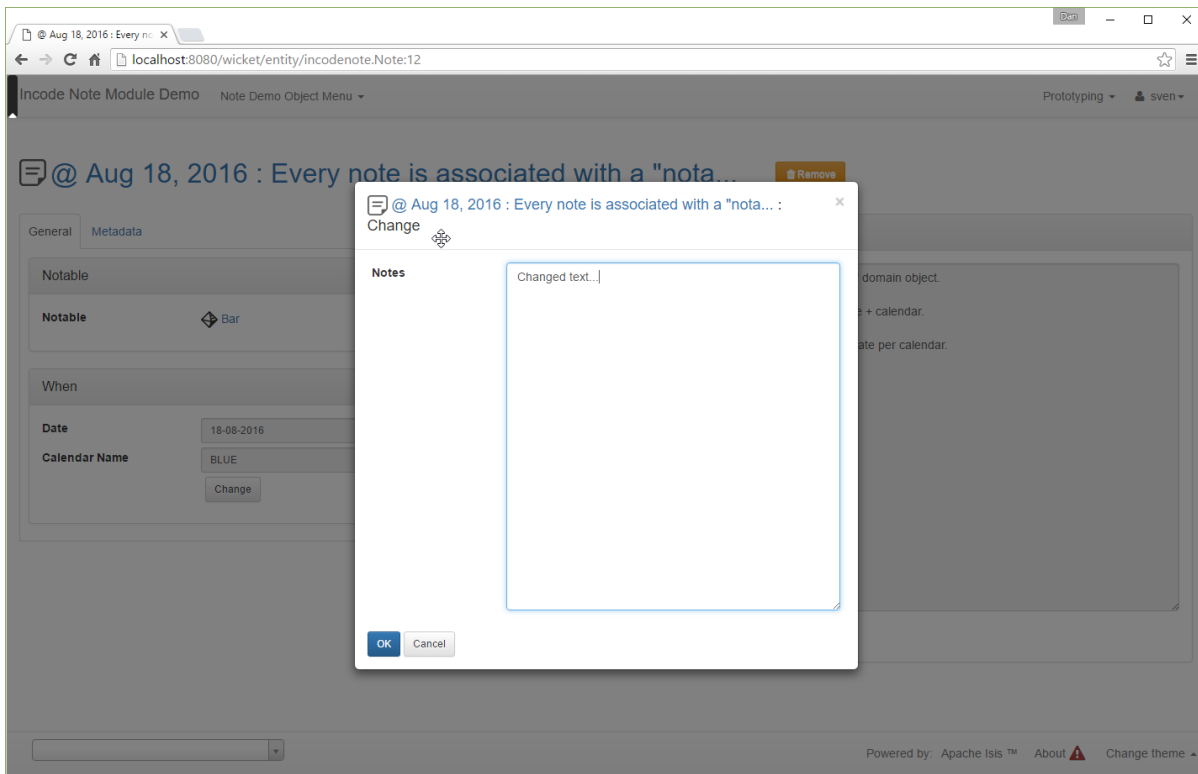 Dan
@ Aug 18, 2016 : Every no
localhost:8080/wicket/entity/incodenote.Note:12
Incode Note Module Demo Note Demo Object Menu Prototyping sven
@ Aug 18, 2016 : Every note is associated with a "nota... Remove
@ Aug 18, 2016 : Every note is associated with a "nota... :
Change
General Metadata
Notable
Notable Bar
When
Date 18-08-2016
Calendar Name BLUE
Change
Notes Changed text...
OK Cancel
domain object.
e + calendar.
ate per calendar.
Powered by: Apache Isis ™ About Change theme